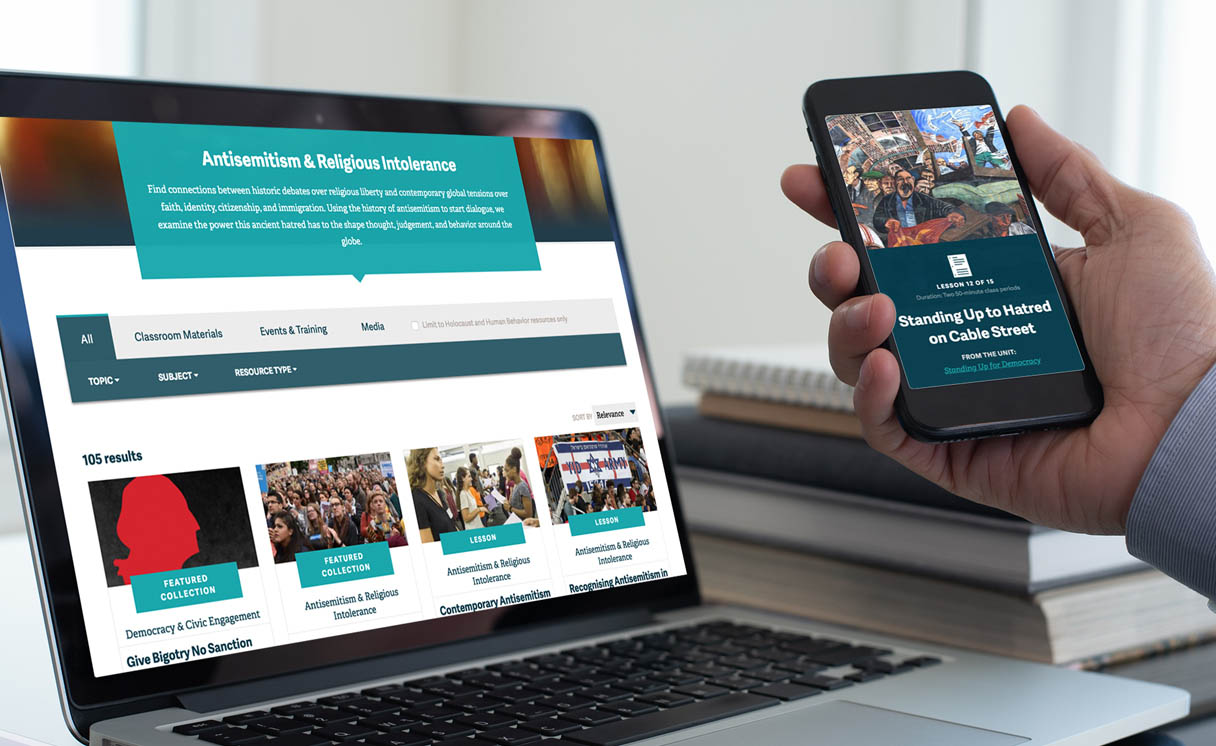 Antisemitism & Religious Intolerance
Find connections between historic debates over religious liberty and contemporary global tensions over
faith, identity, citizenship, and immigration. Using the history of antisemitism to start dialogue, we
examine the power this ancient hatred has to the shape thought, judgement, and behavior around the
globe.
All
Classroom Materials
Events & Training
Media
Limit to Holocaust and Human Behavior resources only
TOPIC
SUBJECT
RESOURCE TYPE
SORT BY Relevance
105 results
FEATURED
COLLECTION
Democracy & Civic Engagement
Give Bigotry No Sanction
FEATURED
COLLECTION
Antisemitism & Religious
Intolerance
LESSON
Antisemitism & Religious
Intolerance
Contemporary Antisemitism
YID ARMY
LESSON
Antisemitism & Religious
Intolerance
Recognising Antisemitism in
LESSON 12 OF 15
Duration: Two 50-minute class periods
Standing Up to Hatred
on Cable Street
FROM THE UNIT:
Standing Up for Democracy